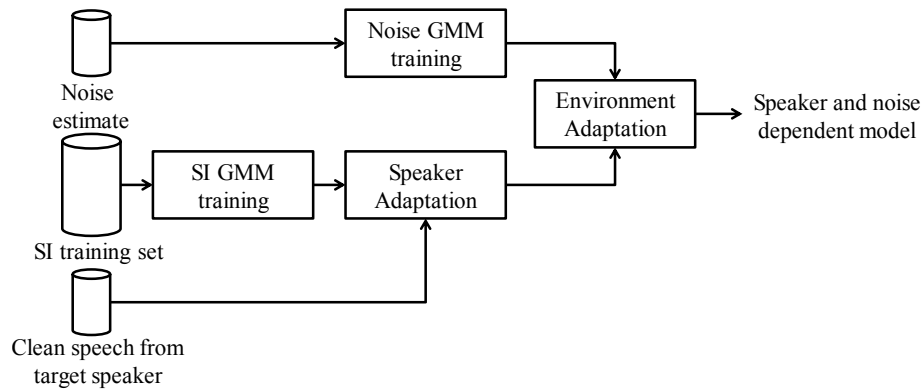 Noise GMM
training
Noise
estimate
Environment
Adaptation
Speaker and noise
dependent model
SI GMM
training
Speaker
Adaptation
SI training set
Clean speech from
target speaker